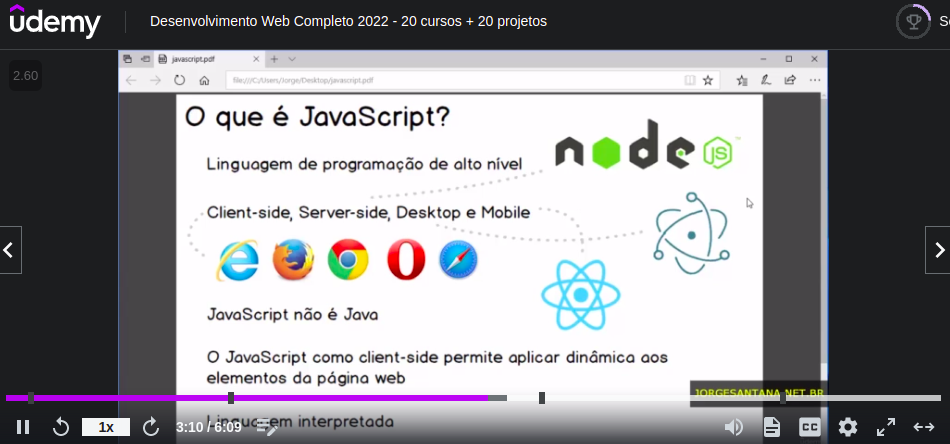 udemy
Desenvolvimento Web Completo 2022 - 20 cursos + 20 projetos
2.60
javascript.pdf
file:///C:/Users/Jorge/Desktop/javascript.pdf
O que é JavaScript?
node
JS
Linguagem de programação de alto nível
Client-side, Server-side, Desktop e Mobile
JavaScript não é Java
O JavaScript como client-side permite aplicar dinâmica aos
elementos da página web
JORGESANTANA.NET.BR
Linguagem interpretada
1x
3:10 / 6:09
CC